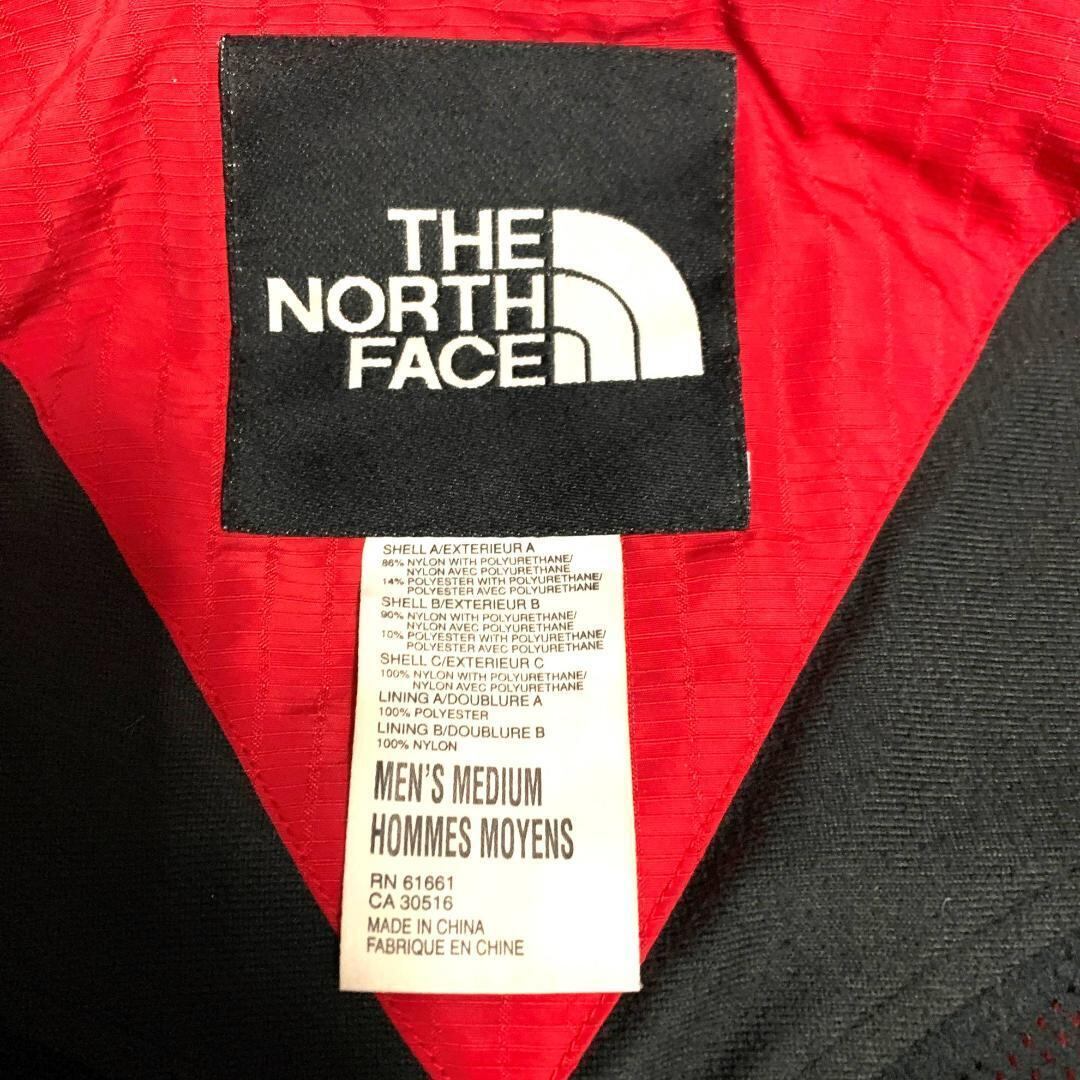 THE
NORTH
FACE
SHELL A/EXTERIEUR A
86% NYLON WITH POLYURETHANE/
NYLON AVEC POLYURETHANE
14% POLYESTER WITH POLYURETHANE/
POLYESTER AVEC POLYURETHANE
SHELL B/EXTERIEUR B
90% NYLON WITH POLYURETHANE/
NYLON AVEC POLYURETHANE
10% POLYESTER WITH POLYURETHANE/
POLYESTER AVEC POLYURETHANE
SHELL C/EXTERIEUR C
100% NYLON WITH POLYURETHANE/
NYLON AVEC POLYURETHANE
LINING A/DOUBLURE A
100% POLYESTER
LINING B/DOUBLURE B
100% NYLON
MEN'S MEDIUM
HOMMES MOYENS
RN 61661
CA 30516
MADE IN CHINA
FABRIQUE EN CHINE